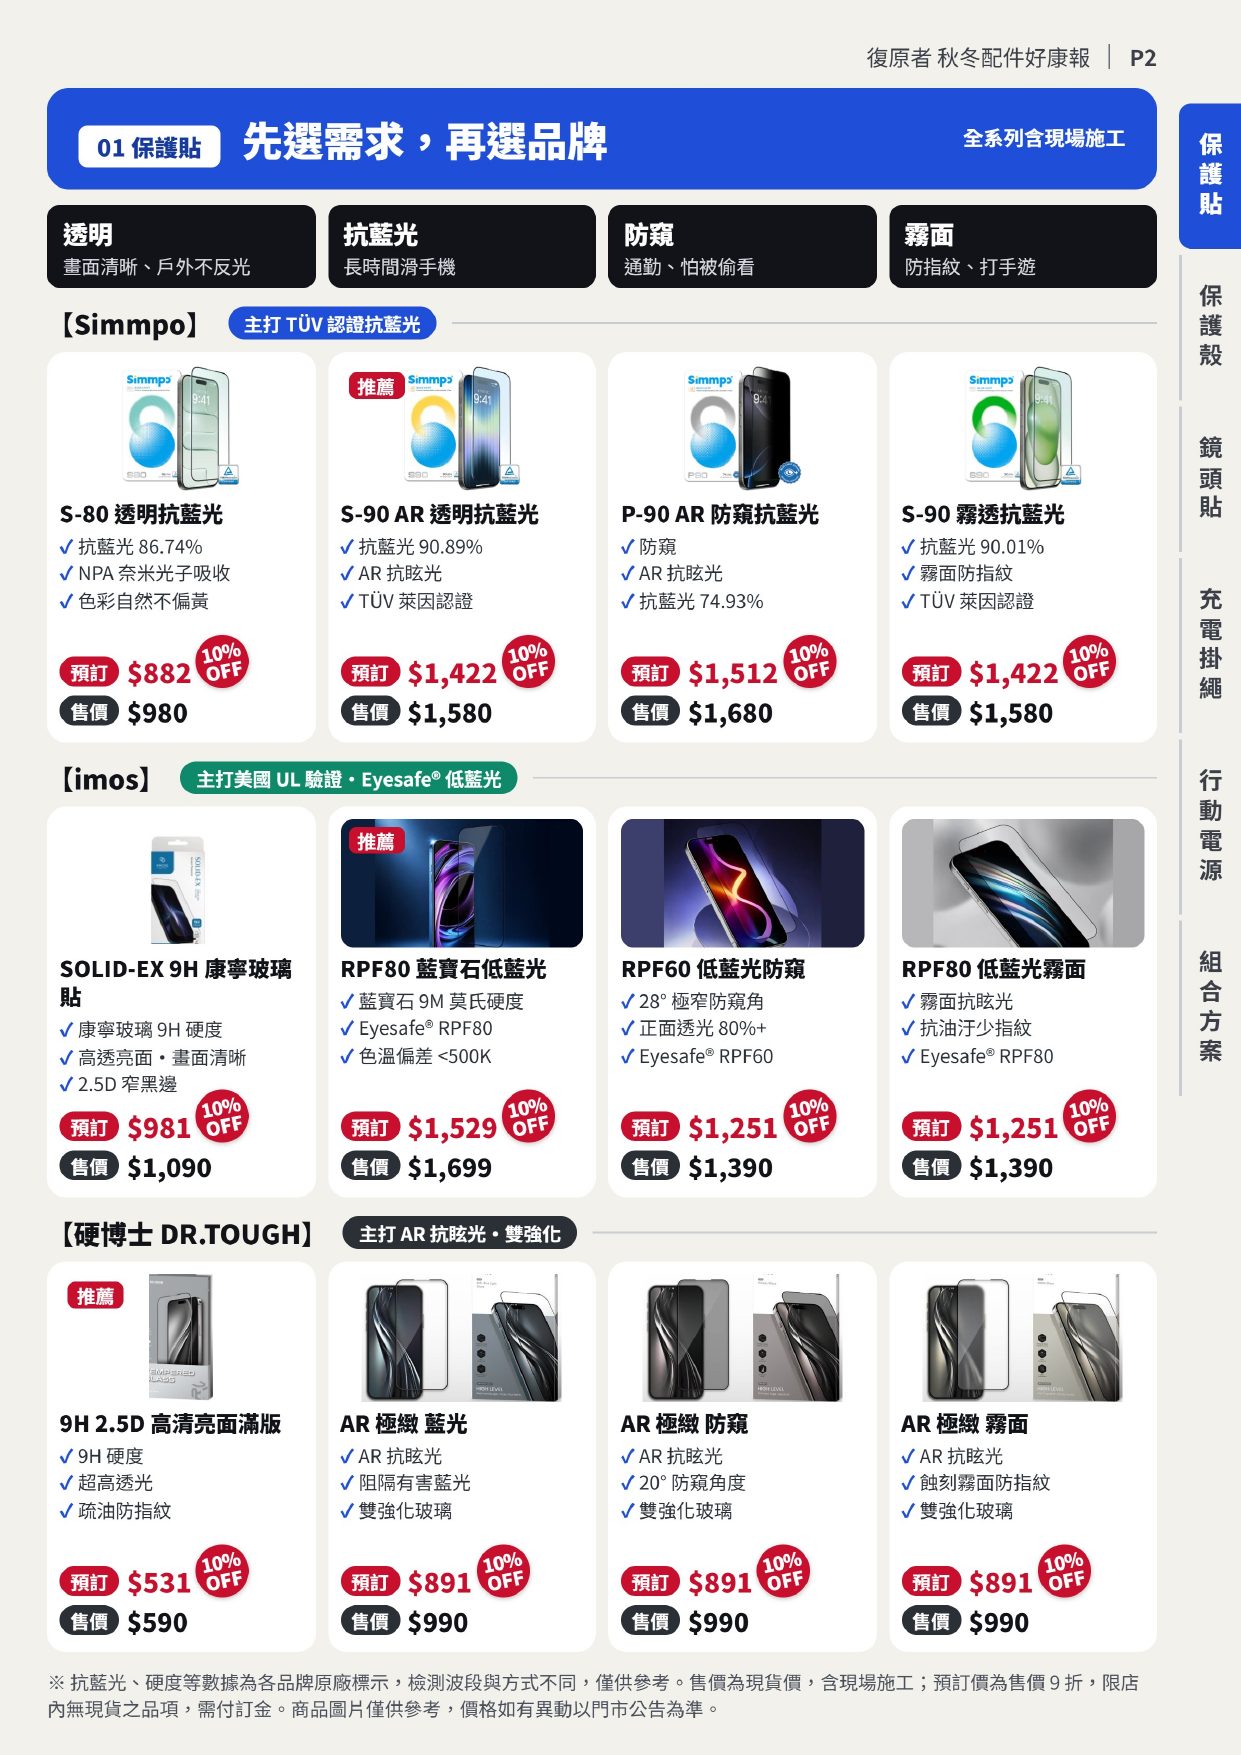 復原者 秋冬配件好康報 | P2
01 保護貼 先選需求，再選品牌 全系列含現場施工
透明
畫面清晰、戶外不反光
抗藍光
長時間滑手機
防窺
通勤、怕被偷看
霧面
防指紋、打手遊
【Simmpo】 主打 TÜV 認證抗藍光
Simmpo
9:41
S-80 透明抗藍光
✓ 抗藍光 86.74%
✓ NPA 奈米光子吸收
✓ 色彩自然不偏黃
預訂 $882 10% OFF
售價 $980
推薦
Simmpo
9:41
S-90 AR 透明抗藍光
✓ 抗藍光 90.89%
✓ AR 抗眩光
✓ TÜV 萊因認證
預訂 $1,422 10% OFF
售價 $1,580
Simmpo
9:41
P-90 AR 防窺抗藍光
✓ 防窺
✓ AR 抗眩光
✓ 抗藍光 74.93%
預訂 $1,512 10% OFF
售價 $1,680
Simmpo
9:41
S-90 霧透抗藍光
✓ 抗藍光 90.01%
✓ 霧面防指紋
✓ TÜV 萊因認證
預訂 $1,422 10% OFF
售價 $1,580
【imos】 主打美國 UL 驗證・Eyesafe® 低藍光
SOLID-EX
SOLID-EX 9H 康寧玻璃
貼
✓ 康寧玻璃 9H 硬度
✓ 高透亮面・畫面清晰
✓ 2.5D 窄黑邊
預訂 $981 10% OFF
售價 $1,090
推薦
RPF80 藍寶石低藍光
✓ 藍寶石 9M 莫氏硬度
✓ Eyesafe® RPF80
✓ 色溫偏差 <500K
預訂 $1,529 10% OFF
售價 $1,699
RPF60 低藍光防窺
✓ 28° 極窄防窺角
✓ 正面透光 80%+
✓ Eyesafe® RPF60
預訂 $1,251 10% OFF
售價 $1,390
RPF80 低藍光霧面
✓ 霧面抗眩光
✓ 抗油汙少指紋
✓ Eyesafe® RPF80
預訂 $1,251 10% OFF
售價 $1,390
【硬博士 DR.TOUGH】 主打 AR 抗眩光・雙強化
推薦
9H 2.5D 高清亮面滿版
✓ 9H 硬度
✓ 超高透光
✓ 疏油防指紋
預訂 $531 10% OFF
售價 $590
AR 極緻 藍光
✓ AR 抗眩光
✓ 阻隔有害藍光
✓ 雙強化玻璃
預訂 $891 10% OFF
售價 $990
AR 極緻 防窺
✓ AR 抗眩光
✓ 20° 防窺角度
✓ 雙強化玻璃
預訂 $891 10% OFF
售價 $990
AR 極緻 霧面
✓ AR 抗眩光
✓ 蝕刻霧面防指紋
✓ 雙強化玻璃
預訂 $891 10% OFF
售價 $990
※ 抗藍光、硬度等數據為各品牌原廠標示，檢測波段與方式不同，僅供參考。售價為現貨價，含現場施工；預訂價為售價 9 折，限店
內無現貨之品項，需付訂金。商品圖片僅供參考，價格如有異動以門市公告為準。
保護貼
保護殼
鏡頭貼
充電掛繩
行動電源
組合方案